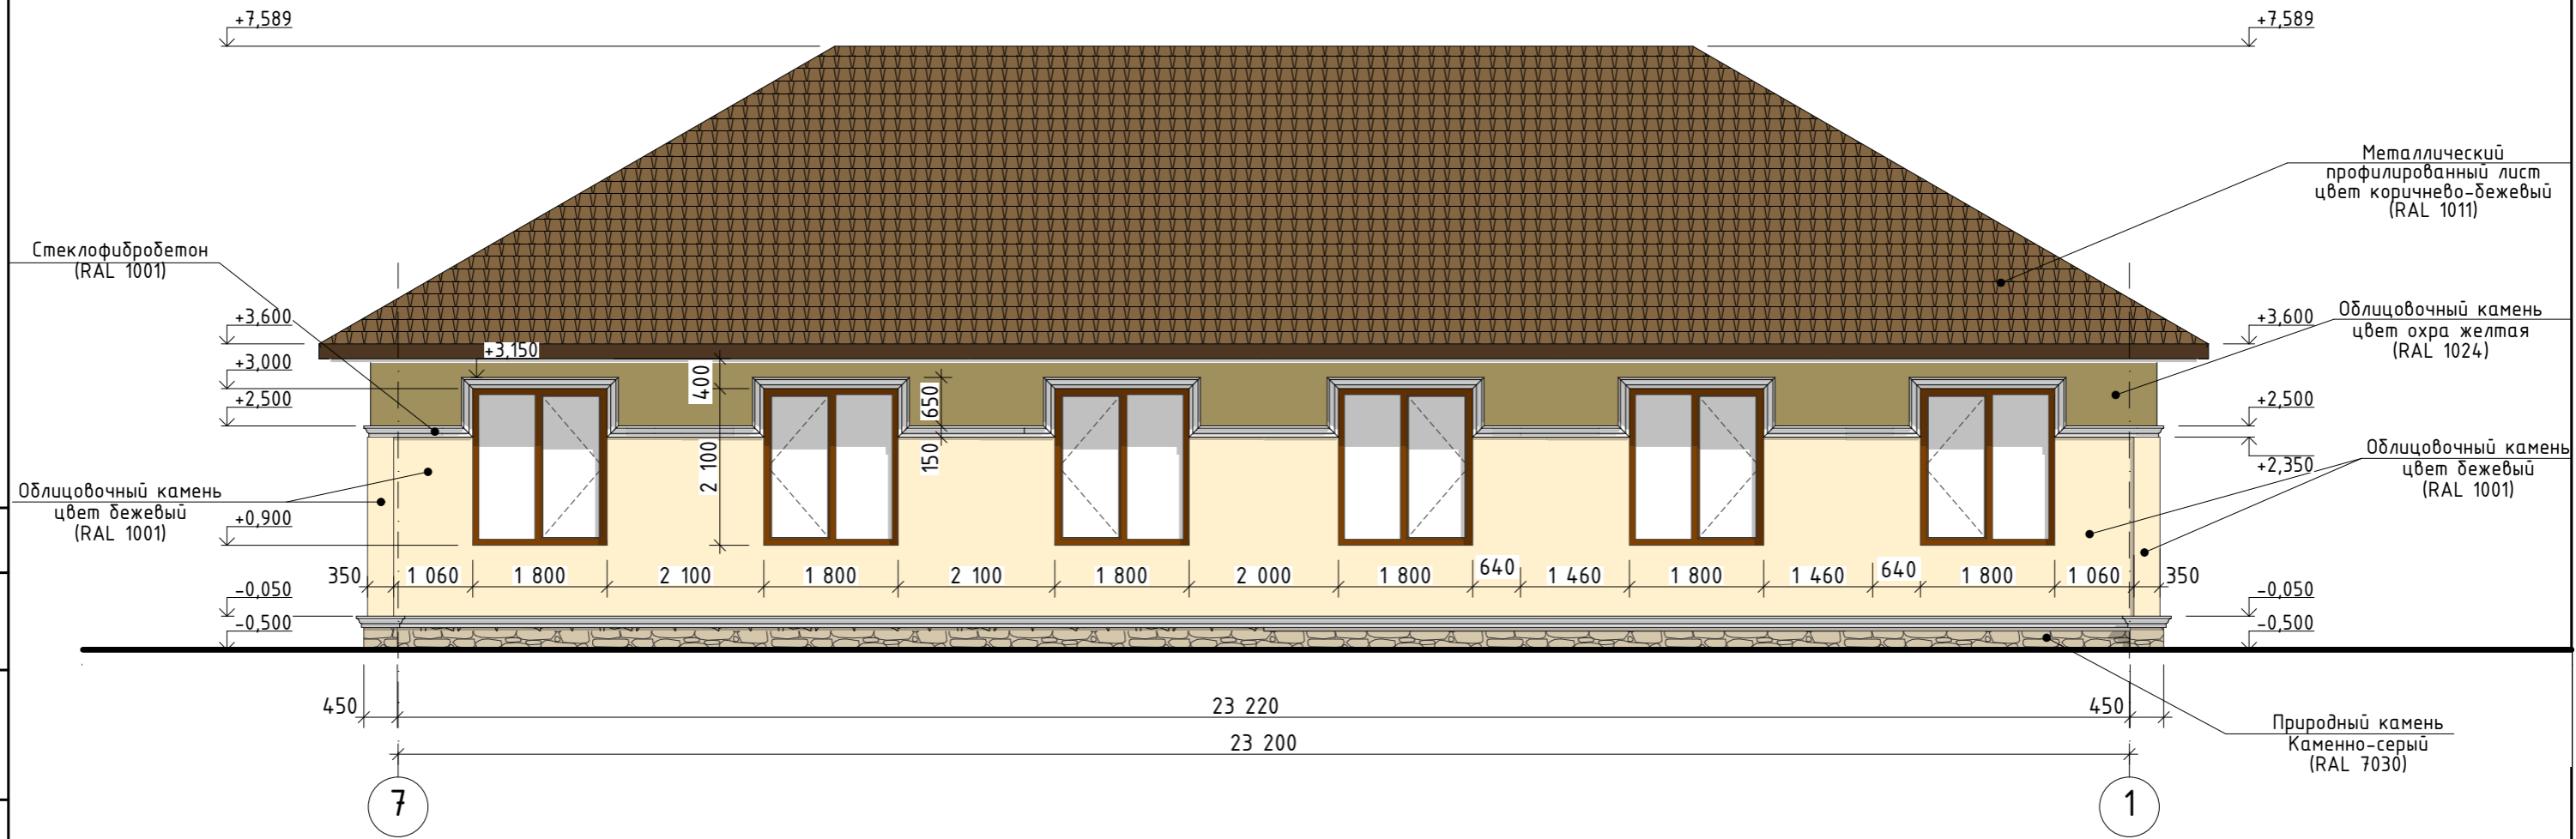 +7,589
+7,589
Металлический
профилированный лист
цвет коричнево-бежевый
(RAL 1011)
Стеклофибробетон
(RAL 1001)
Облицовочный камень
цвет охра желтая
(RAL 1024)
+3,600
+3,600
+3,150
+3,000
400
650
+2,500
+2,500
150
2 100
+2,350
Облицовочный камень
цвет бежевый
(RAL 1001)
Облицовочный камень
цвет бежевый
(RAL 1001)
+0,900
350 1 060 1 800 2 100 1 800 2 100 1 800 2 000 1 800 640 1 460 1 800 1 460 640 1 800 1 060 350
-0,050
-0,050
-0,500
-0,500
450 23 220 450
23 200
Природный камень
Каменно-серый
(RAL 7030)
7 1